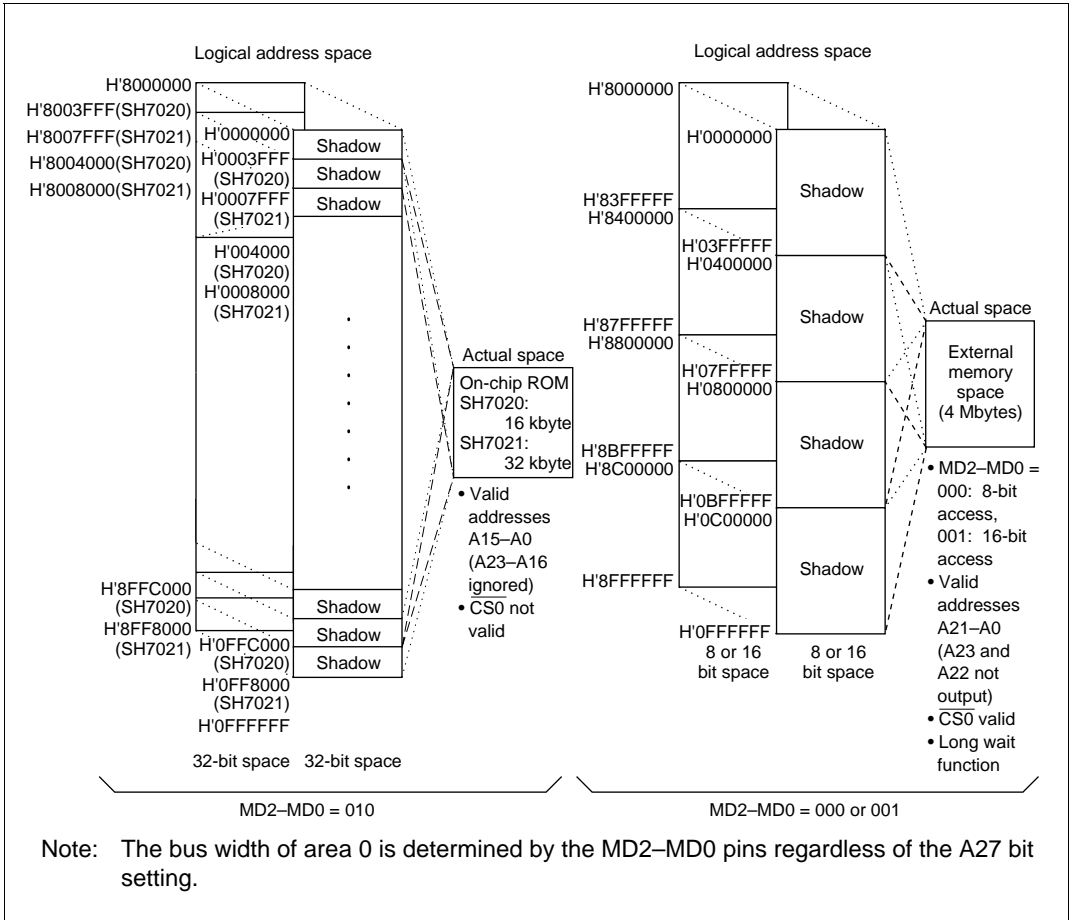 Logical address space
H'8000000
H'8003FFF(SH7020)
H'8007FFF(SH7021)
H'8004000(SH7020)
H'8008000(SH7021)
H'0000000
H'0003FFF
(SH7020)
H'0007FFF
(SH7021)
H'004000
(SH7020)
H'0008000
(SH7021)
Shadow
Shadow
Shadow
Actual space
On-chip ROM
SH7020:
16 kbyte
SH7021:
32 kbyte
• Valid
addresses
A15–A0
(A23–A16
ignored)
• CS0 not
valid
H'8FFC000
(SH7020)
H'8FF8000
(SH7021)
H'0FFC000
(SH7020)
H'0FF8000
(SH7021)
H'0FFFFFF
Shadow
Shadow
Shadow
32-bit space 32-bit space
MD2–MD0 = 010
Logical address space
H'8000000
H'0000000
Shadow
H'83FFFFF
H'8400000
H'03FFFFF
H'0400000
Shadow
H'87FFFFF
H'8800000
H'07FFFFF
H'0800000
Shadow
H'8BFFFFF
H'8C00000
H'0BFFFFF
H'0C00000
Shadow
H'8FFFFFF
H'0FFFFFF
8 or 16
bit space
8 or 16
bit space
Actual space
External
memory
space
(4 Mbytes)
• MD2–MD0 =
000: 8-bit
access,
001: 16-bit
access
• Valid
addresses
A21–A0
(A23 and
A22 not
output)
• CS0 valid
• Long wait
function
MD2–MD0 = 000 or 001
Note: The bus width of area 0 is determined by the MD2–MD0 pins regardless of the A27 bit
setting.